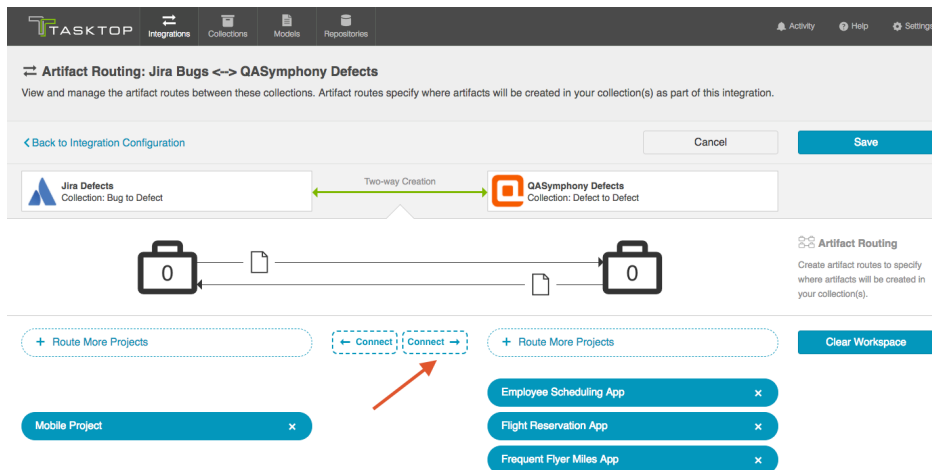 TASKTOP
Integrations
Collections
Models
Repositories
Activity
Help
Settings
Artifact Routing: Jira Bugs <--> QASymphony Defects
View and manage the artifact routes between these collections. Artifact routes specify where artifacts will be created in your collection(s) as part of this integration.
Back to Integration Configuration
Cancel
Save
Jira Defects
Collection: Bug to Defect
Two-way Creation
QASymphony Defects
Collection: Defect to Defect
0
0
Artifact Routing
Create artifact routes to specify
where artifacts will be created in
your collection(s).
+ Route More Projects
← Connect
Connect →
+ Route More Projects
Clear Workspace
Employee Scheduling App ×
Mobile Project ×
Flight Reservation App ×
Frequent Flyer Miles App ×